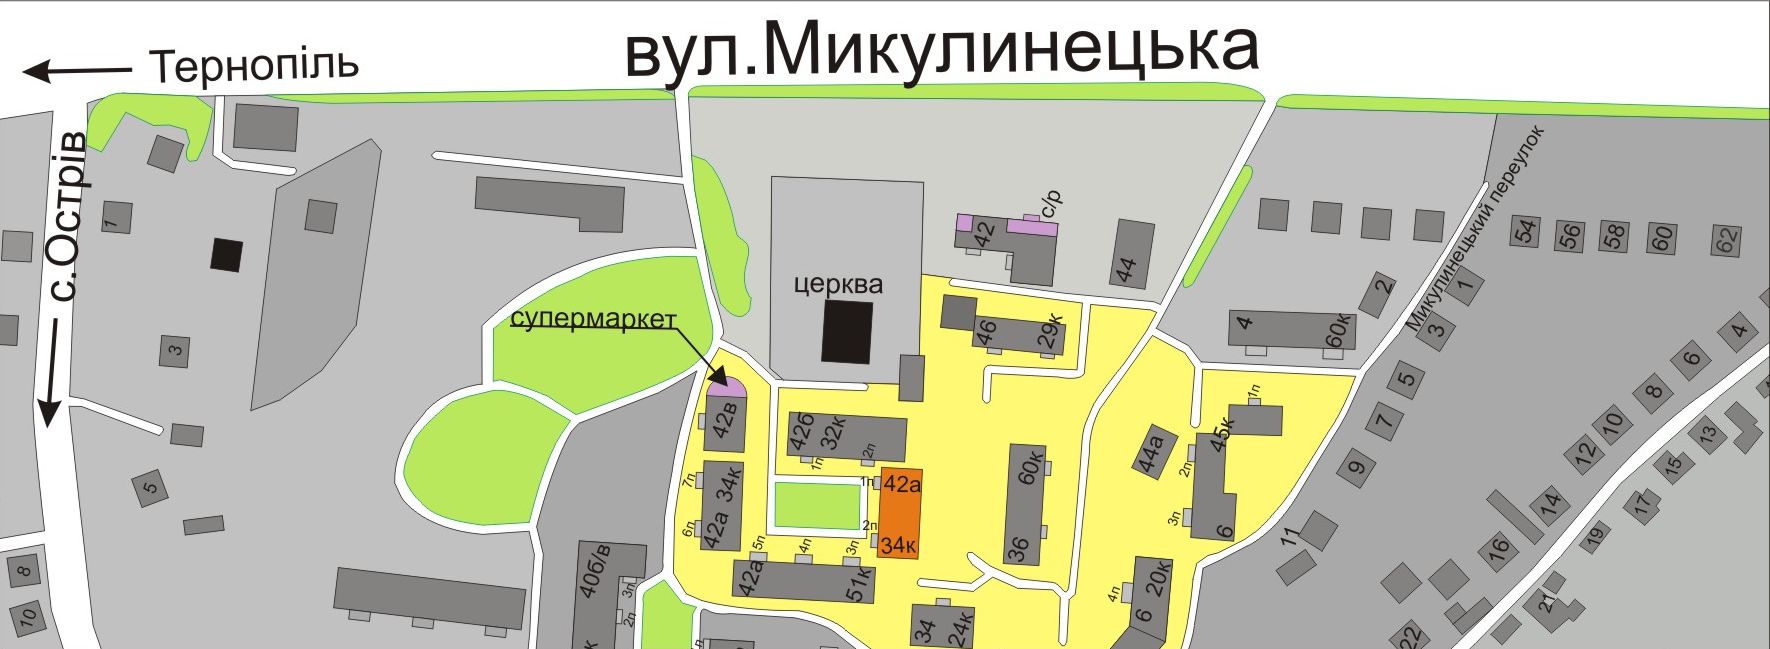 вул.Микулинецька
Тернопіль
с.Острів
1
3
5
8
10
супермаркет
церква
42
с/р
44
46
29к
4
60к
2
Микулинецький переулок
54
56
58
60
62
1
3
5
7
9
11
4
6
8
10
12
14
16
13
15
17
19
21
22
42в
42б
32к
1п
2п
7п
6п
42а 34к
42а
34к
1п
2п
5п
4п
3п
42а
51к
60к
36
44а
1п
45к
2п
3п
6
4п
20к
6
34
24к
40б/в
3п
2п
к